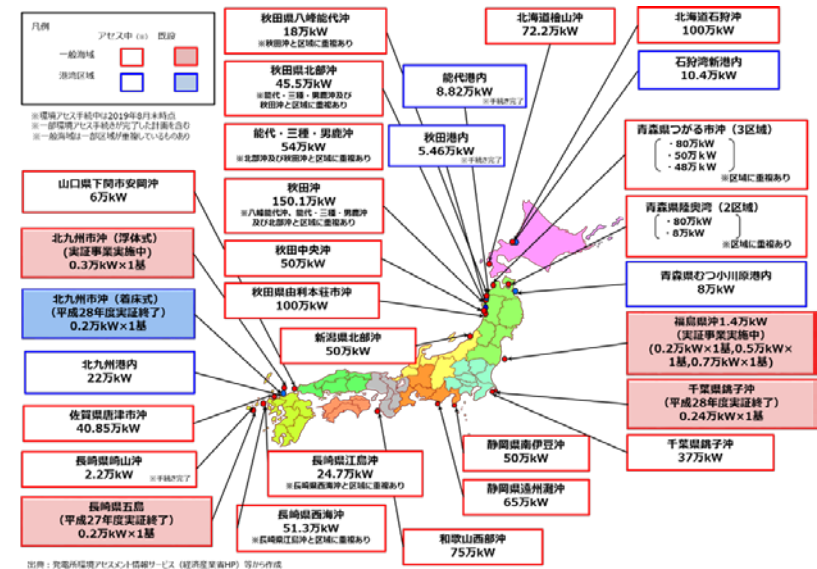 凡例
アセス中（※） 既設
一般海域
港湾区域
※環境アセス手続中は2019年8月末時点
※一部環境アセス手続きが完了した計画を含む
※一般海域は一部区域が重複しているものあり
秋田県八峰能代沖
18万kW
※秋田沖と区域に重複あり
秋田県北部沖
45.5万kW
※能代・三種・男鹿沖及び
秋田沖と区域に重複あり
能代・三種・男鹿沖
54万kW
※北部沖及び秋田沖と区域に重複あり
秋田沖
150.1万kW
※八峰能代沖、能代・三種・男鹿沖
及び北部沖と区域に重複あり
秋田中央沖
50万kW
秋田県由利本荘市沖
100万kW
新潟県北部沖
50万kW
北海道檜山沖
72.2万kW
能代港内
8.82万kW
※手続き完了
秋田港内
5.46万kW
※手続き完了
北海道石狩沖
100万kW
石狩湾新港内
10.4万kW
青森県つがる市沖（3区域）
・80万kW
・50万kW
・48万kW
※区域に重複あり
青森県陸奥湾（2区域）
・80万kW
・8万kW
※区域に重複あり
青森県むつ小川原港内
8万kW
福島県沖1.4万kW
（実証事業実施中）
(0.2万kW×1基,0.5万kW×
1基,0.7万kW×1基)
千葉県銚子沖
（平成28年度実証終了）
0.24万kW×1基
千葉県銚子沖
37万kW
山口県下関市安岡沖
6万kW
北九州市沖（浮体式）
(実証事業実施中)
0.3万kW×1基
北九州市沖（着床式）
（平成28年度実証終了）
0.2万kW×1基
北九州港内
22万kW
佐賀県唐津市沖
40.85万kW
長崎県崎山沖
2.2万kW
※手続き完了
長崎県五島
（平成27年度実証終了）
0.2万kW×1基
長崎県江島沖
24.7万kW
※長崎県西海沖と区域に重複あり
長崎県西海沖
51.3万kW
※長崎県江島沖と区域に重複あり
静岡県南伊豆沖
50万kW
静岡県遠州灘沖
65万kW
和歌山西部沖
75万kW
出典：発電所環境アセスメント情報サービス（経済産業省HP）等から作成